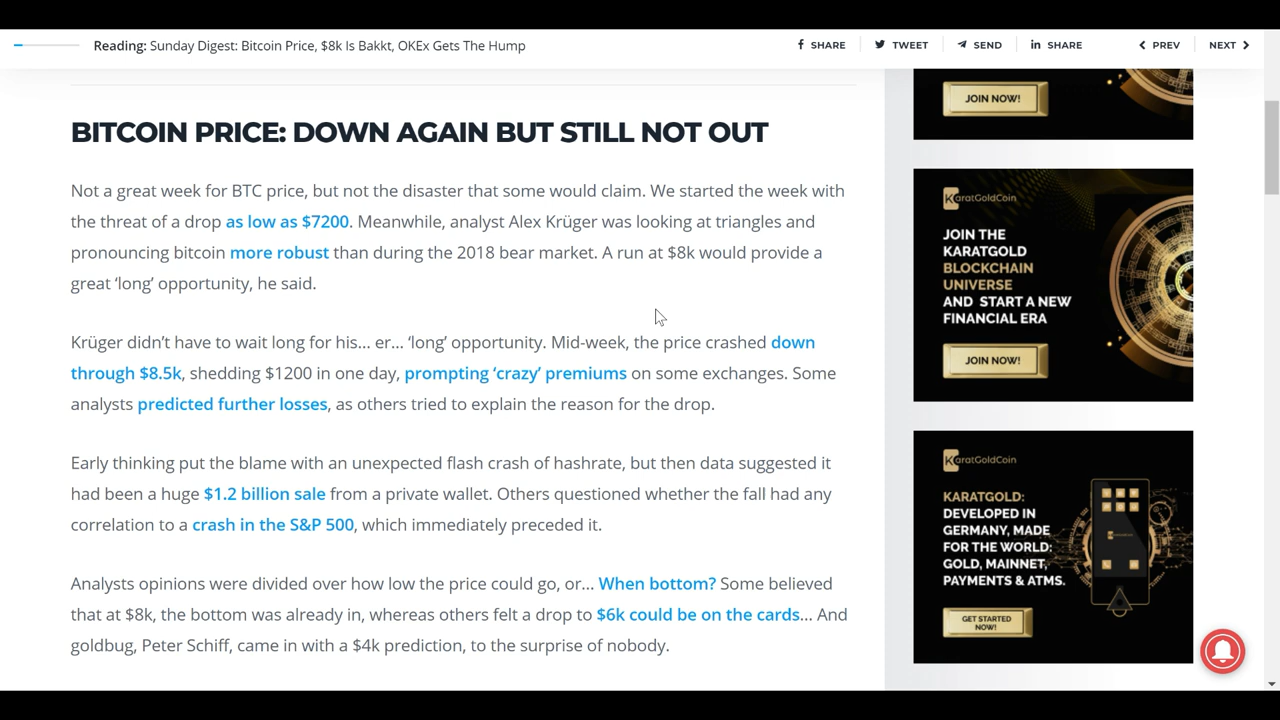 Reading: Sunday Digest: Bitcoin Price, $8k Is Bakkt, OKEx Gets The Hump
SHARE
TWEET
SEND
SHARE
PREV
NEXT
BITCOIN PRICE: DOWN AGAIN BUT STILL NOT OUT
Not a great week for BTC price, but not the disaster that some would claim. We started the week with
the threat of a drop as low as $7200. Meanwhile, analyst Alex Krüger was looking at triangles and
pronouncing bitcoin more robust than during the 2018 bear market. A run at $8k would provide a
great ‘long’ opportunity, he said.
Krüger didn’t have to wait long for his... er... ‘long’ opportunity. Mid-week, the price crashed down
through $8.5k, shedding $1200 in one day, prompting ‘crazy’ premiums on some exchanges. Some
analysts predicted further losses, as others tried to explain the reason for the drop.
Early thinking put the blame with an unexpected flash crash of hashrate, but then data suggested it
had been a huge $1.2 billion sale from a private wallet. Others questioned whether the fall had any
correlation to a crash in the S&P 500, which immediately preceded it.
Analysts opinions were divided over how low the price could go, or... When bottom? Some believed
that at $8k, the bottom was already in, whereas others felt a drop to $6k could be on the cards... And
goldbug, Peter Schiff, came in with a $4k prediction, to the surprise of nobody.
JOIN NOW!
KaratGoldCoin
JOIN THE
KARATGOLD
BLOCKCHAIN
UNIVERSE
AND START A NEW
FINANCIAL ERA
JOIN NOW!
KaratGoldCoin
KARATGOLD:
DEVELOPED IN
GERMANY, MADE
FOR THE WORLD:
GOLD, MAINNET,
PAYMENTS & ATMS.
GET STARTED
NOW!